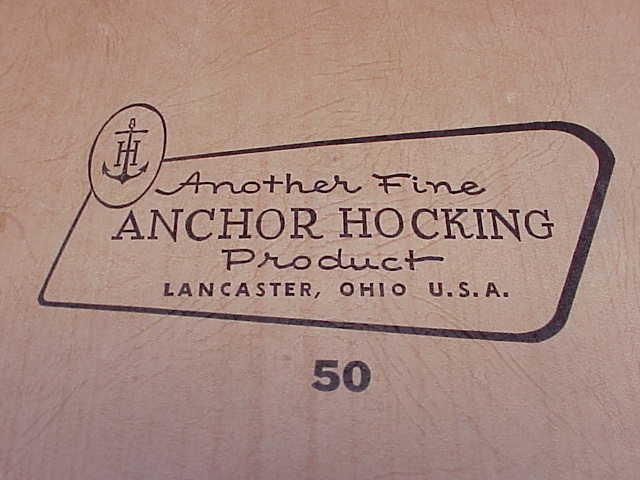 H
Another Fine
ANCHOR HOCKING
Product
LANCASTER, OHIO U.S.A.
50